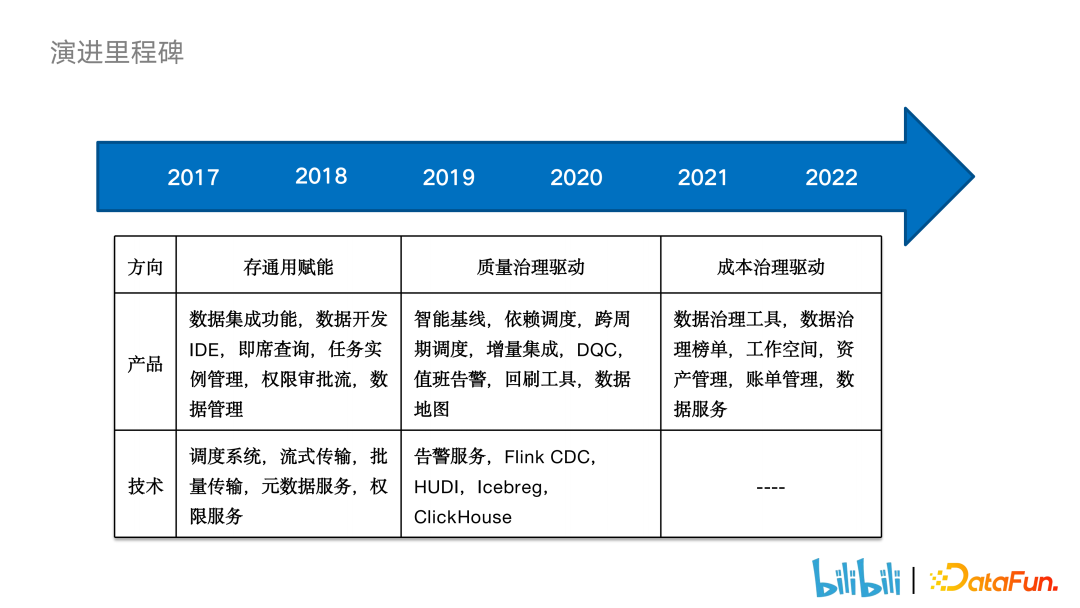 演进里程碑
2017 2018 2019 2020 2021 2022
方向
存通用赋能
质量治理驱动
成本治理驱动
产品
数据集成功能，数据开发
IDE，即席查询，任务实
例管理，权限审批流，数
据管理
智能基线，依赖调度，跨周
期调度，增量集成，DQC，
值班告警，回刷工具，数据
地图
数据治理工具，数据治
理榜单，工作空间，资
产管理，账单管理，数
据服务
技术
调度系统，流式传输，批
量传输，元数据服务，权
限服务
告警服务，Flink CDC，
HUDI，Icebreg，
ClickHouse
----
bilibili | DataFun.